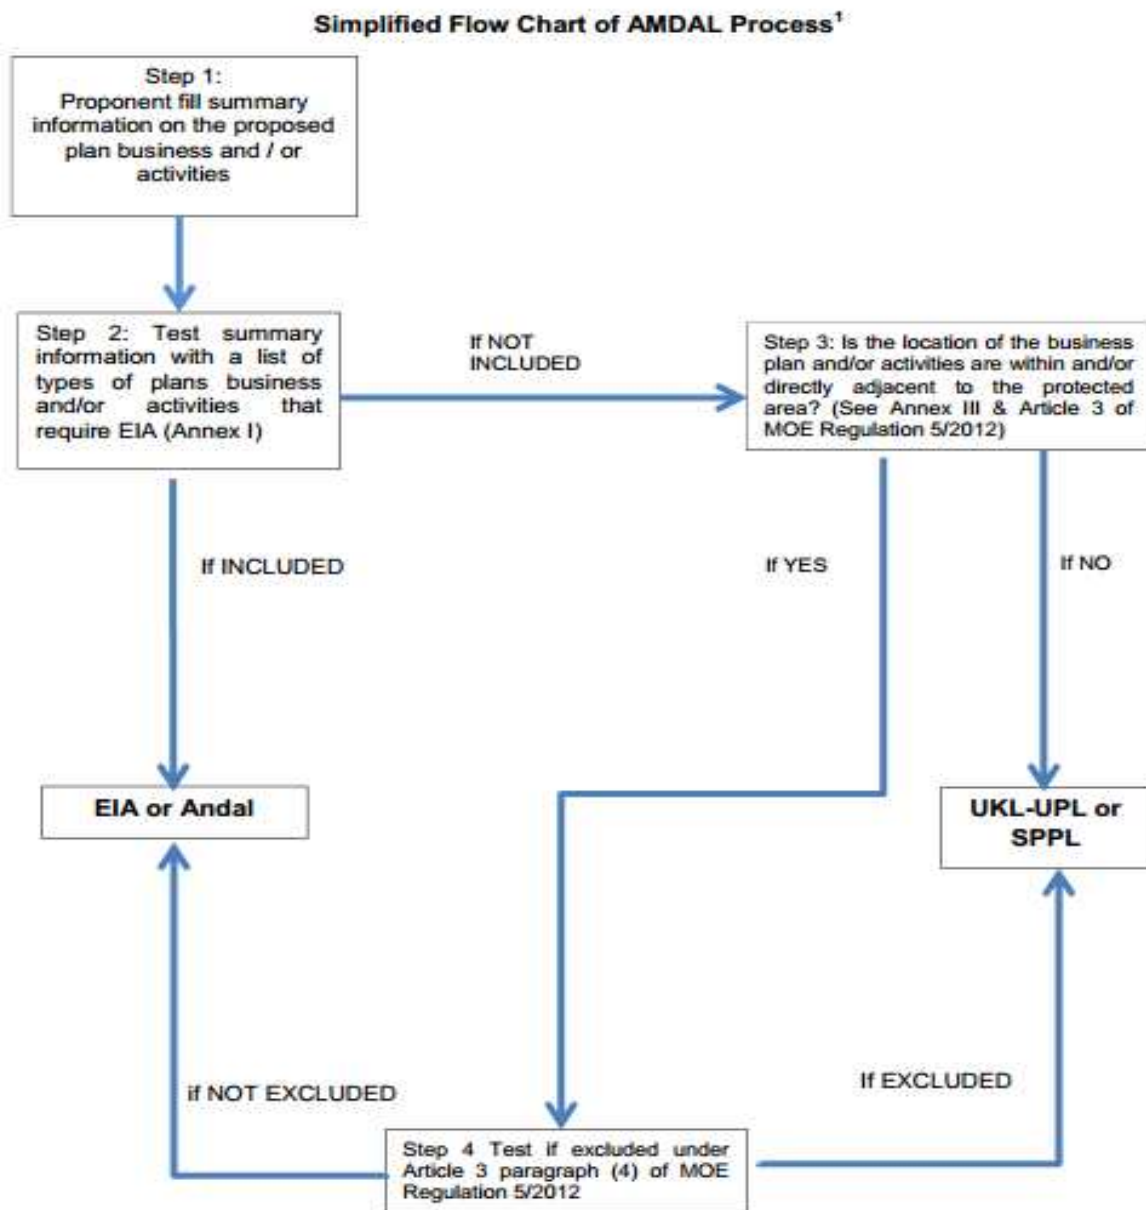 Simplified Flow Chart of AMDAL Process1
Step 1:
Proponent fill summary
information on the proposed
plan business and / or
activities
Step 2: Test summary
information with a list of
types of plans business
and/or activities that
require EIA (Annex I)
If NOT
INCLUDED
Step 3: Is the location of the business
plan and/or activities are within and/or
directly adjacent to the protected
area? (See Annex III & Article 3 of
MOE Regulation 5/2012)
If INCLUDED
If YES
If NO
EIA or Andal
UKL-UPL or
SPPL
if NOT EXCLUDED
If EXCLUDED
Step 4 Test if excluded under
Article 3 paragraph (4) of MOE
Regulation 5/2012